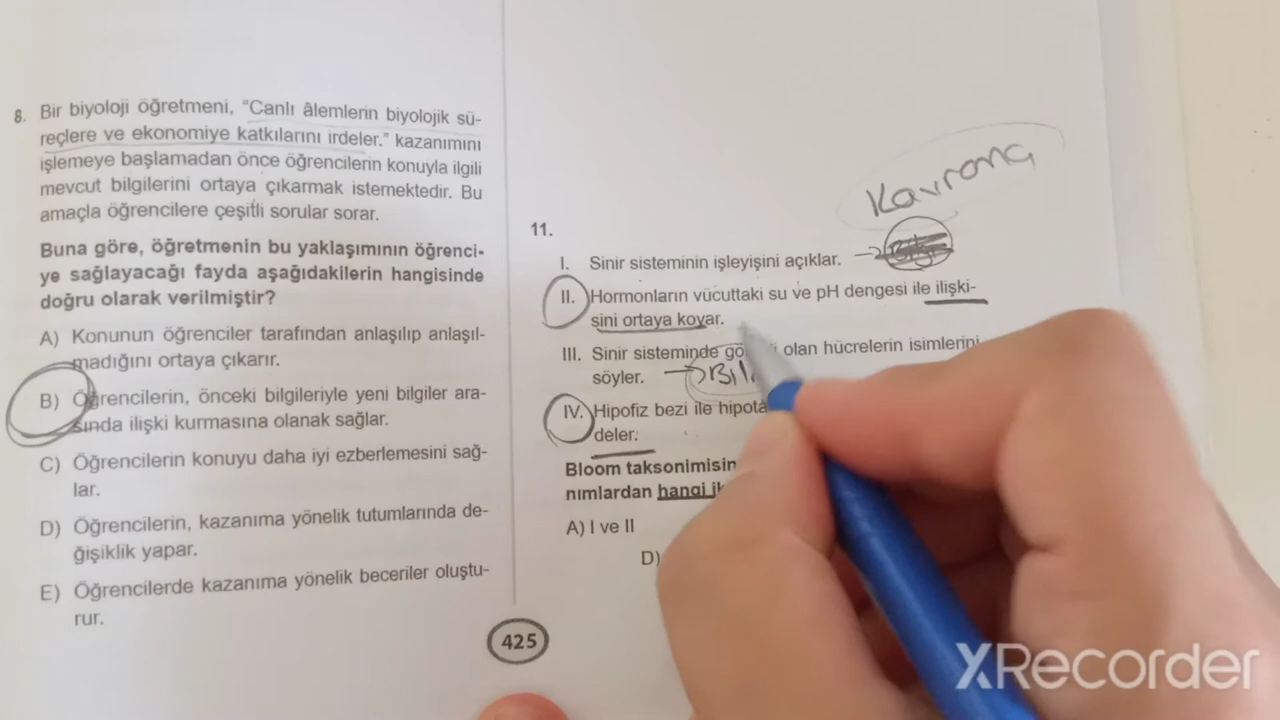 8. Bir biyoloji öğretmeni, “Canlı âlemlerin biyolojik sü-
reçlere ve ekonomiye katkılarını irdeler.” kazanımını
işlemeye başlamadan önce öğrencilerin konuyla ilgili
mevcut bilgilerini ortaya çıkarmak istemektedir. Bu
amaçla öğrencilere çeşitli sorular sorar.
Buna göre, öğretmenin bu yaklaşımının öğrenci-
ye sağlayacağı fayda aşağıdakilerin hangisinde
doğru olarak verilmiştir?
A) Konunun öğrenciler tarafından anlaşılıp anlaşıl-
madığını ortaya çıkarır.
B) Öğrencilerin, önceki bilgileriyle yeni bilgiler ara-
sında ilişki kurmasına olanak sağlar.
C) Öğrencilerin konuyu daha iyi ezberlemesini sağ-
lar.
D) Öğrencilerin, kazanıma yönelik tutumlarında de-
ğişiklik yapar.
E) Öğrencilerde kazanıma yönelik beceriler oluştu-
rur.
425
Kavrama
11.
I. Sinir sisteminin işleyişini açıklar.
II. Hormonların vücuttaki su ve pH dengesi ile ilişki-
sini ortaya koyar.
III. Sinir sisteminde olan hücrelerin isimlerini
söyler.
IV. Hipofiz bezi ile
deler.
Bloom
nımlardan hangi
A) I ve II
D)
XRecorder